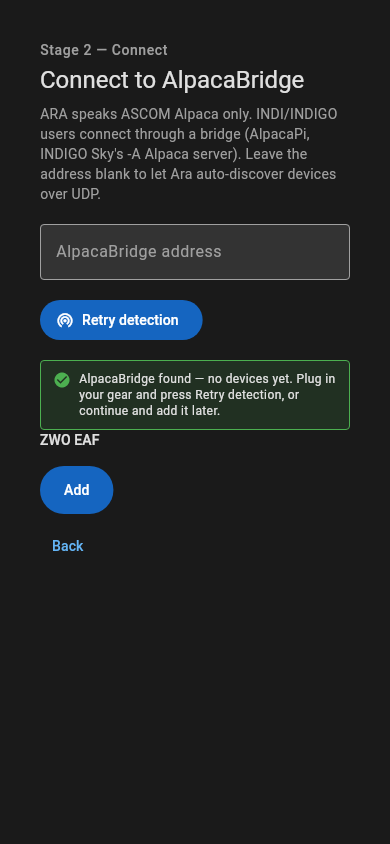 Stage 2 — Connect
Connect to AlpacaBridge
ARA speaks ASCOM Alpaca only. INDI/INDIGO
users connect through a bridge (AlpacaPi,
INDIGO Sky's -A Alpaca server). Leave the
address blank to let Ara auto-discover devices
over UDP.
AlpacaBridge address
Retry detection
AlpacaBridge found — no devices yet. Plug in
your gear and press Retry detection, or
continue and add it later.
ZWO EAF
Add
Back